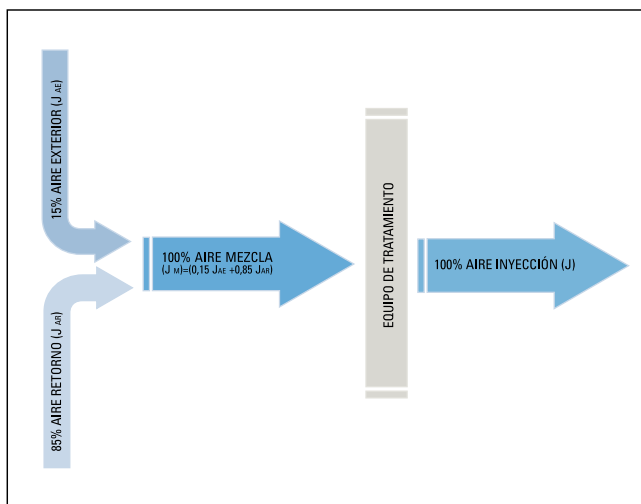 15% AIRE EXTERIOR (J AE)
85% AIRE RETORNO (J AR)
100% AIRE MEZCLA
(J M)=(0,15 JAE +0,85 JAR)
EQUIPO DE TRATAMIENTO
100% AIRE INYECCIÓN (J)